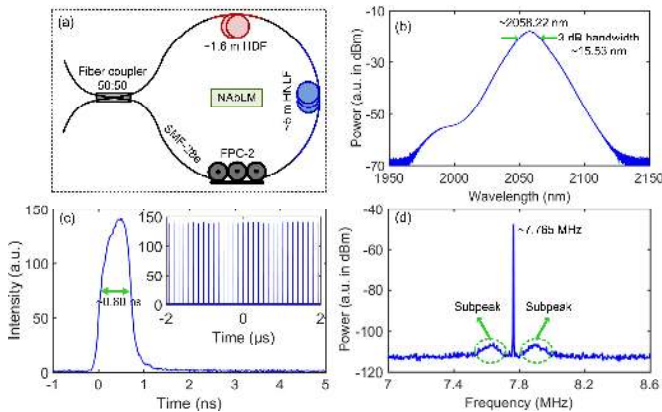 (a)
~1.6 m HDF
Fiber coupler
50:50
NAbLM
~6 m HNLF
SMF-28e
FPC-2
(b)
~2058.22 nm
3 dB bandwidth
~15.53 nm
Power (a.u. in dBm)
-10
-30
-50
-70
1950
2000
2050
2100
2150
Wavelength (nm)
(c)
Intensity (a.u.)
150
100
50
0
~0.80 ns
150
100
50
0
-2
0
2
Time (µs)
-1
0
1
2
3
4
5
Time (ns)
(d)
~7.765 MHz
Subpeak
Subpeak
Power (a.u. in dBm)
-40
-60
-80
-100
-120
7
7.4
7.8
8.2
8.6
Frequency (MHz)